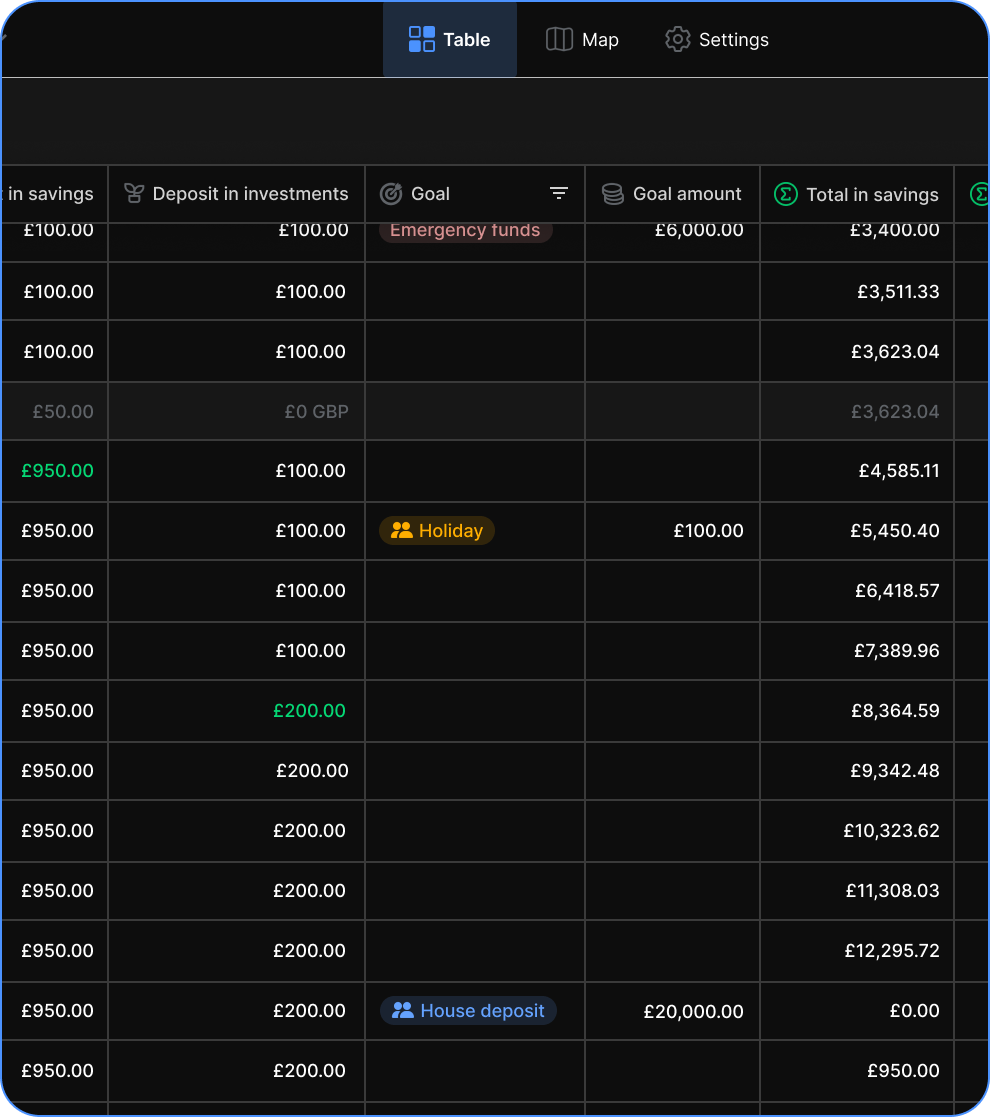 Table Map Settings
in savings Deposit in investments Goal Goal amount Total in savings
£100.00 £100.00 Emergency funds £6,000.00 £3,400.00
£100.00 £100.00 £3,511.33
£100.00 £100.00 £3,623.04
£50.00 £0 GBP £3,623.04
£950.00 £100.00 £4,585.11
£950.00 £100.00 Holiday £100.00 £5,450.40
£950.00 £100.00 £6,418.57
£950.00 £100.00 £7,389.96
£950.00 £200.00 £8,364.59
£950.00 £200.00 £9,342.48
£950.00 £200.00 £10,323.62
£950.00 £200.00 £11,308.03
£950.00 £200.00 £12,295.72
£950.00 £200.00 House deposit £20,000.00 £0.00
£950.00 £200.00 £950.00